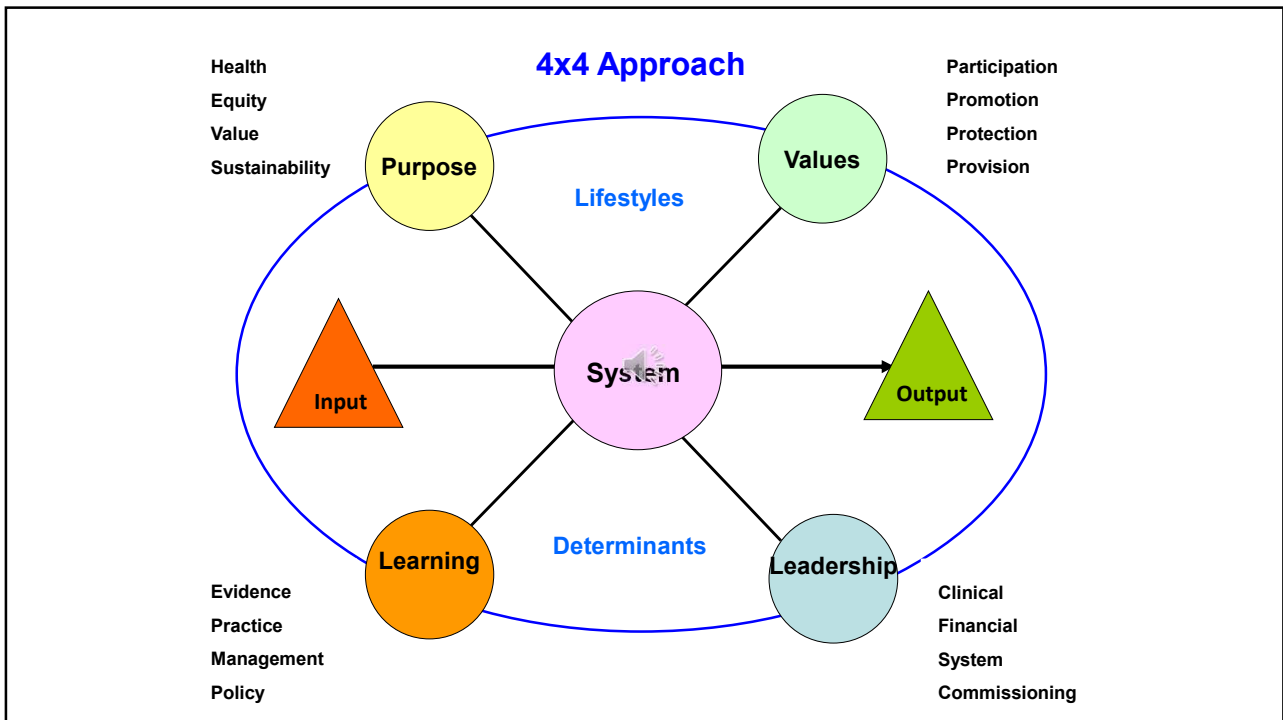 4x4 Approach
Health
Equity
Value
Sustainability
Purpose
Values
Participation
Promotion
Protection
Provision
Lifestyles
Input
System
Output
Determinants
Learning
Leadership
Evidence
Practice
Management
Policy
Clinical
Financial
System
Commissioning